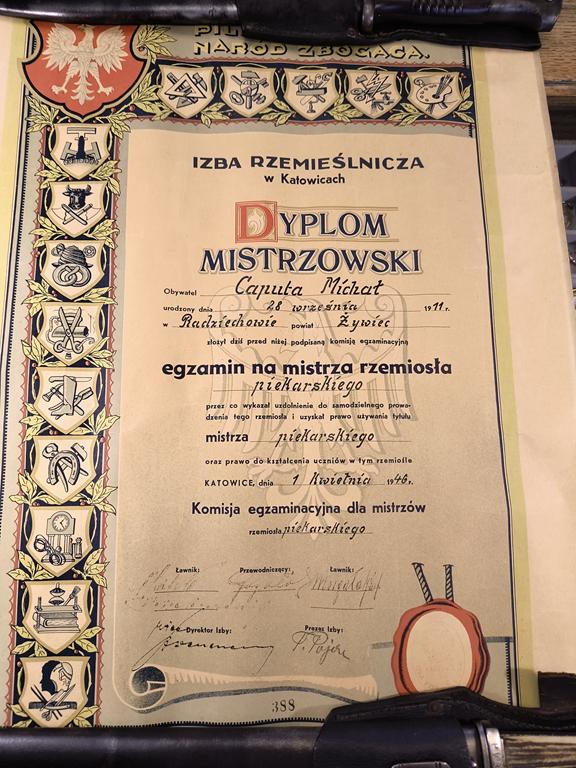 NARÓD ZBOGACA.
IZBA RZEMIEŚLNICZA
w Katowicach
DYPLOM
MISTRZOWSKI
Obywatel Caputa Michał
urodzony dnia 28 września 1911 r.
w Radziechowie powiat Żywiec
złożył dziś przed niżej podpisaną komisją egzaminacyjną
egzamin na mistrza rzemiosła
piekarskiego
przez co wykazał uzdolnienie do samodzielnego prowa-
dzenia tego rzemiosła i uzyskał prawo używania tytułu
mistrza piekarskiego
oraz prawo do kształcenia uczniów w tym rzemiośle
KATOWICE, dnia 1 Kwietnia 1946 r.
Komisja egzaminacyjna dla mistrzów
rzemiosła piekarskiego
Ławnik: Przewodniczący: Ławnik:
Dyrektor Izby: Prezes Izby:
388